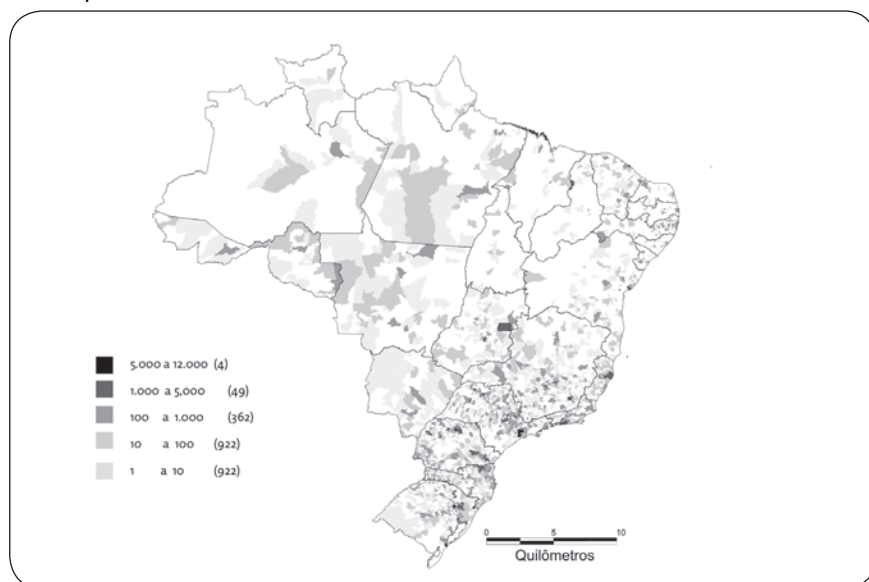 5.000 a 12.000 (4)
1.000 a 5,000 (49)
100 a 1.000 (362)
10 a 100 (922)
1 a 10 (922)
0 5 10
Quilômetros